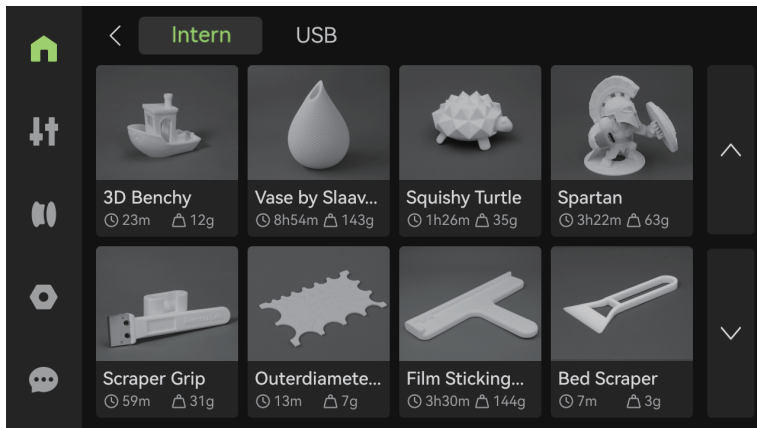 Intern USB
3D Benchy
23m 12g
Vase by Slaav...
8h54m 143g
Squishy Turtle
1h26m 35g
Spartan
3h22m 63g
Scraper Grip
59m 31g
Outerdiamete...
13m 7g
Film Sticking...
3h30m 144g
Bed Scraper
7m 3g